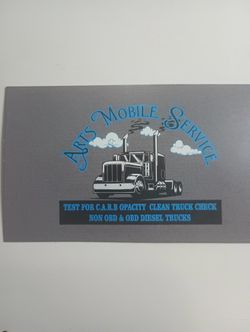 ARTS MOBILE SERVICE
TEST FOR C.A.R.B OPACITY CLEAN TRUCK CHECK
NON OBD & OBD DIESEL TRUCKS